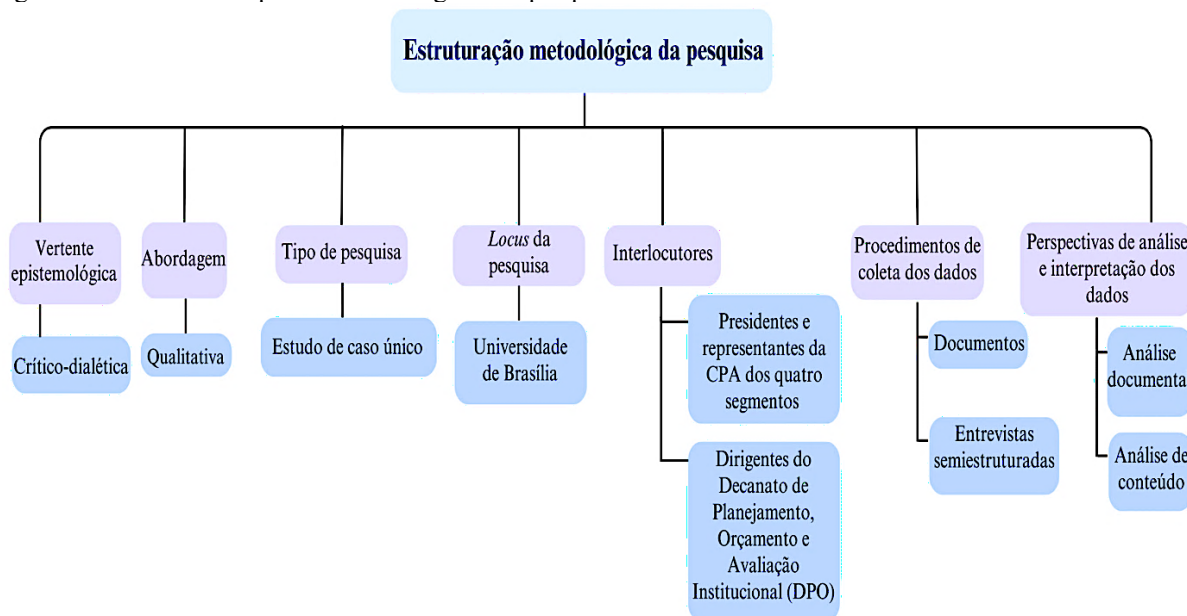 Estruturação metodológica da pesquisa
Vertente
epistemológica
Crítico-dialética
Abordagem
Qualitativa
Tipo de pesquisa
Estudo de caso único
Locus da
pesquisa
Universidade
de Brasília
Interlocutores
Presidentes e
representantes da
CPA dos quatro
segmentos
Dirigentes do
Decanato de
Planejamento,
Orçamento e
Avaliação
Institucional (DPO)
Procedimentos de
coleta dos dados
Documentos
Entrevistas
semiestruturadas
Perspectivas de análise
e interpretação dos
dados
Análise
documenta
Análise de
conteúdo